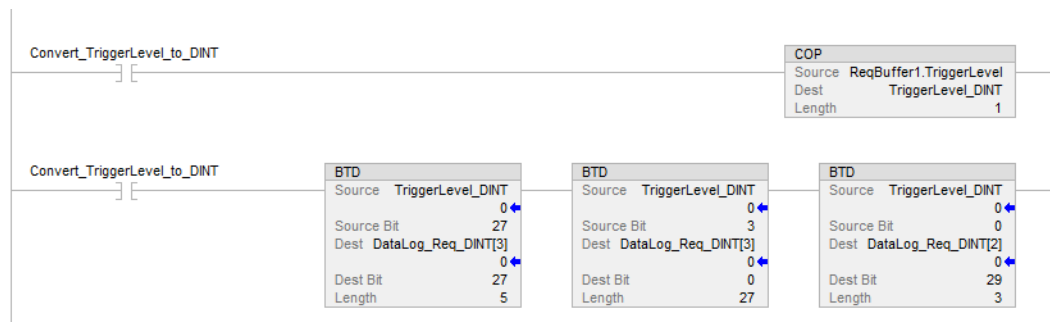 Convert_TriggerLevel_to_DINT
COP
Source ReqBuffer1.TriggerLevel
Dest TriggerLevel_DINT
Length 1
Convert_TriggerLevel_to_DINT
BTD
Source TriggerLevel_DINT
0
Source Bit 27
Dest DataLog_Req_DINT[3]
0
Dest Bit 27
Length 5
BTD
Source TriggerLevel_DINT
0
Source Bit 3
Dest DataLog_Req_DINT[3]
0
Dest Bit 0
Length 27
BTD
Source TriggerLevel_DINT
0
Source Bit 0
Dest DataLog_Req_DINT[2]
0
Dest Bit 29
Length 3